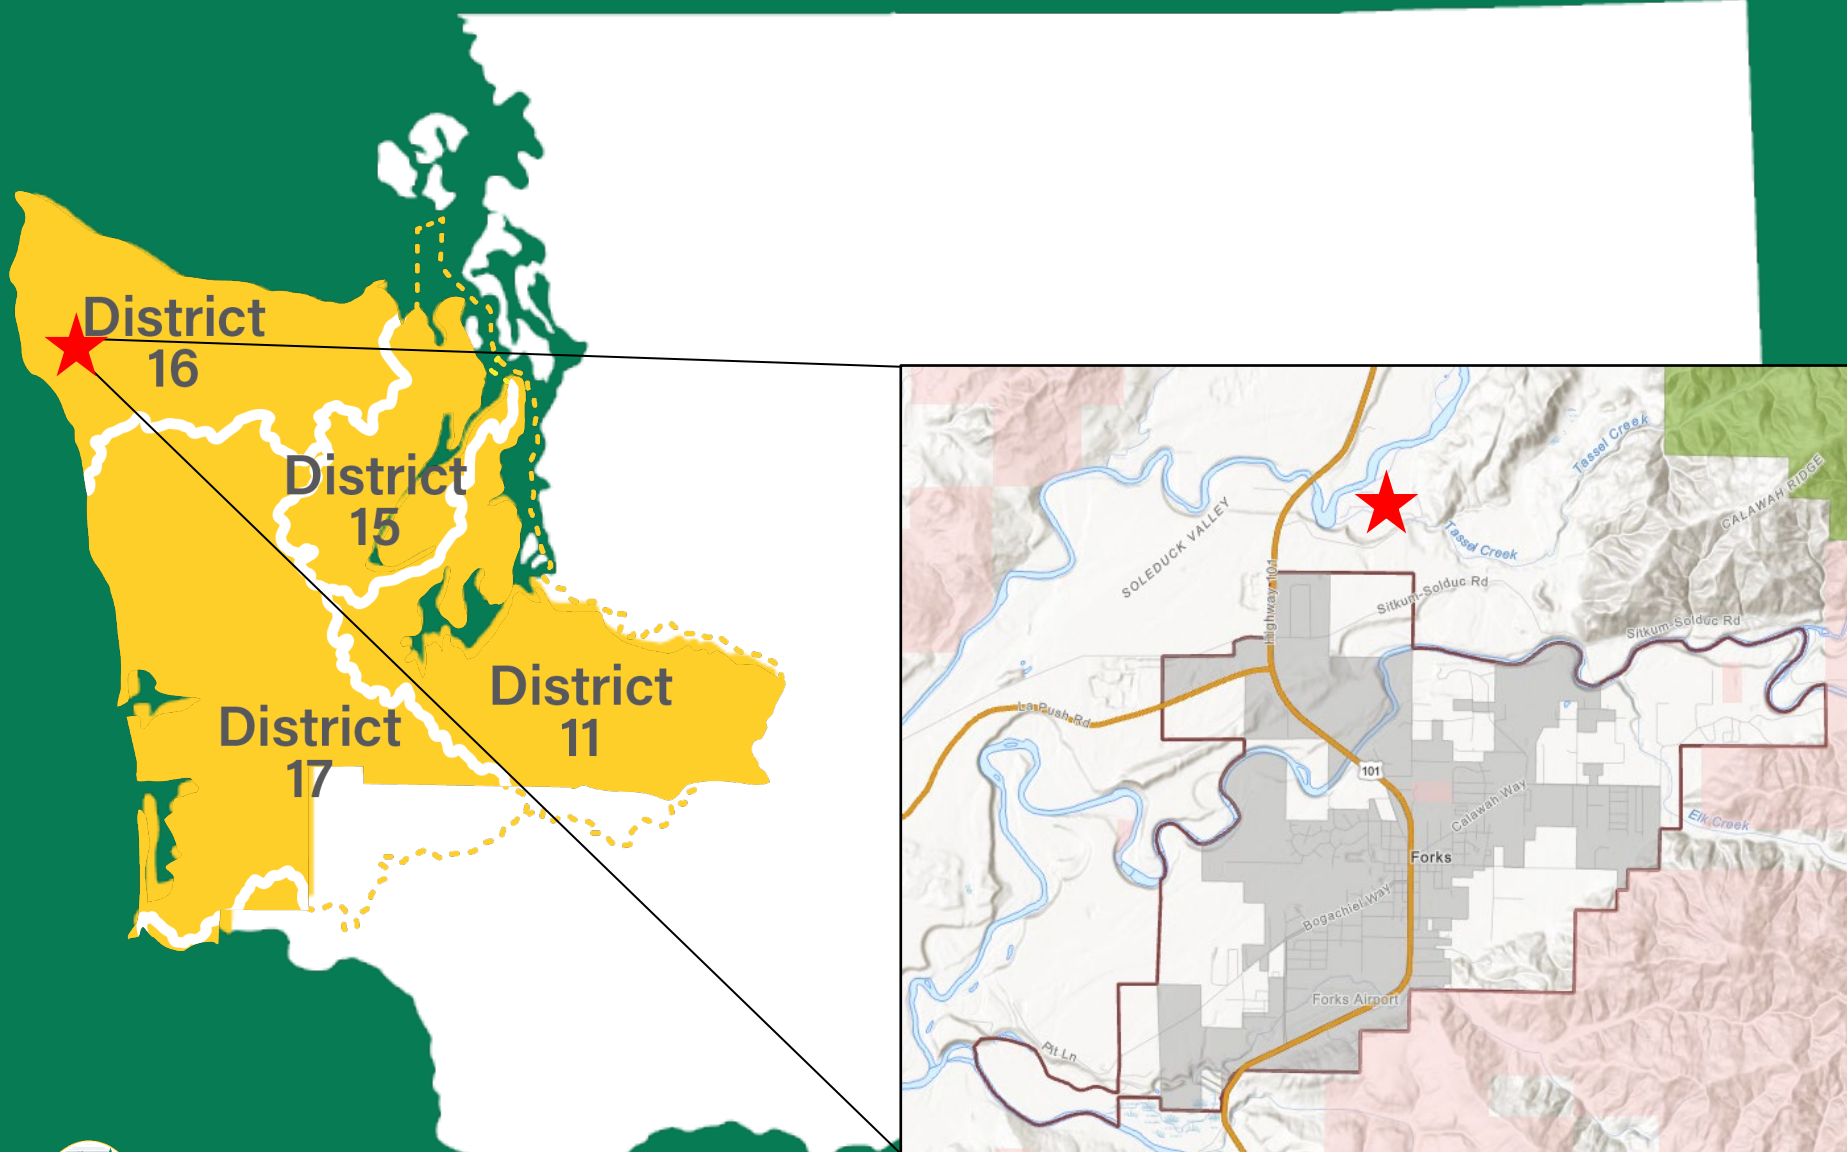 District
16
District
15
District
11
District
17
Tassel Creek
CALAWAH RIDGE
SOLEDUCK VALLEY
Tassel Creek
Highway 101
Sitkum-Solduc Rd
Sitkum-Solduc Rd
La Push Rd
101
Calawah Way
Elk Creek
Forks
Bogachiel Way
Forks Airport
Pit Ln